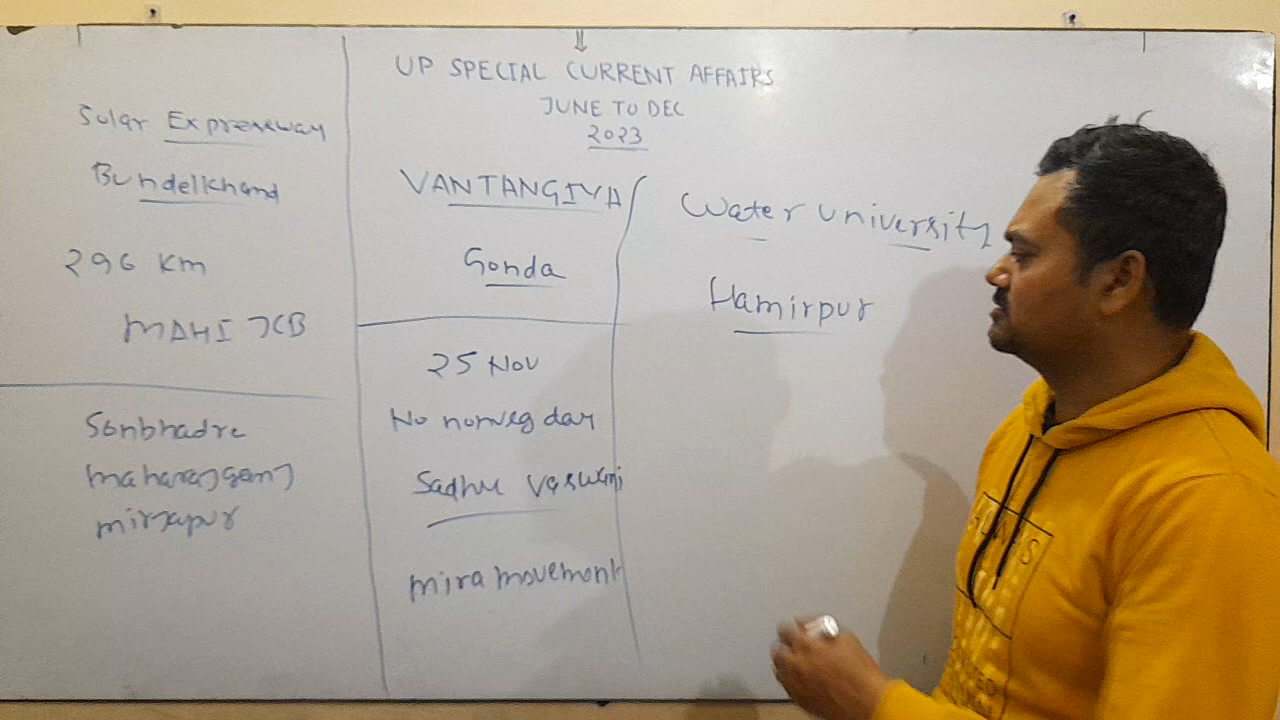 UP SPECIAL CURRENT AFFAIRS
JUNE TO DEC
2023
Solar Expressway
Bundelkhand
296 KM
MAHI JCB
Sonbhadra
maharajganj
mirzapur
VANTANGIYA
Gonda
25 Nov
No nonveg day
Sadhu Vaswani
mira movement
Water university
Hamirpur